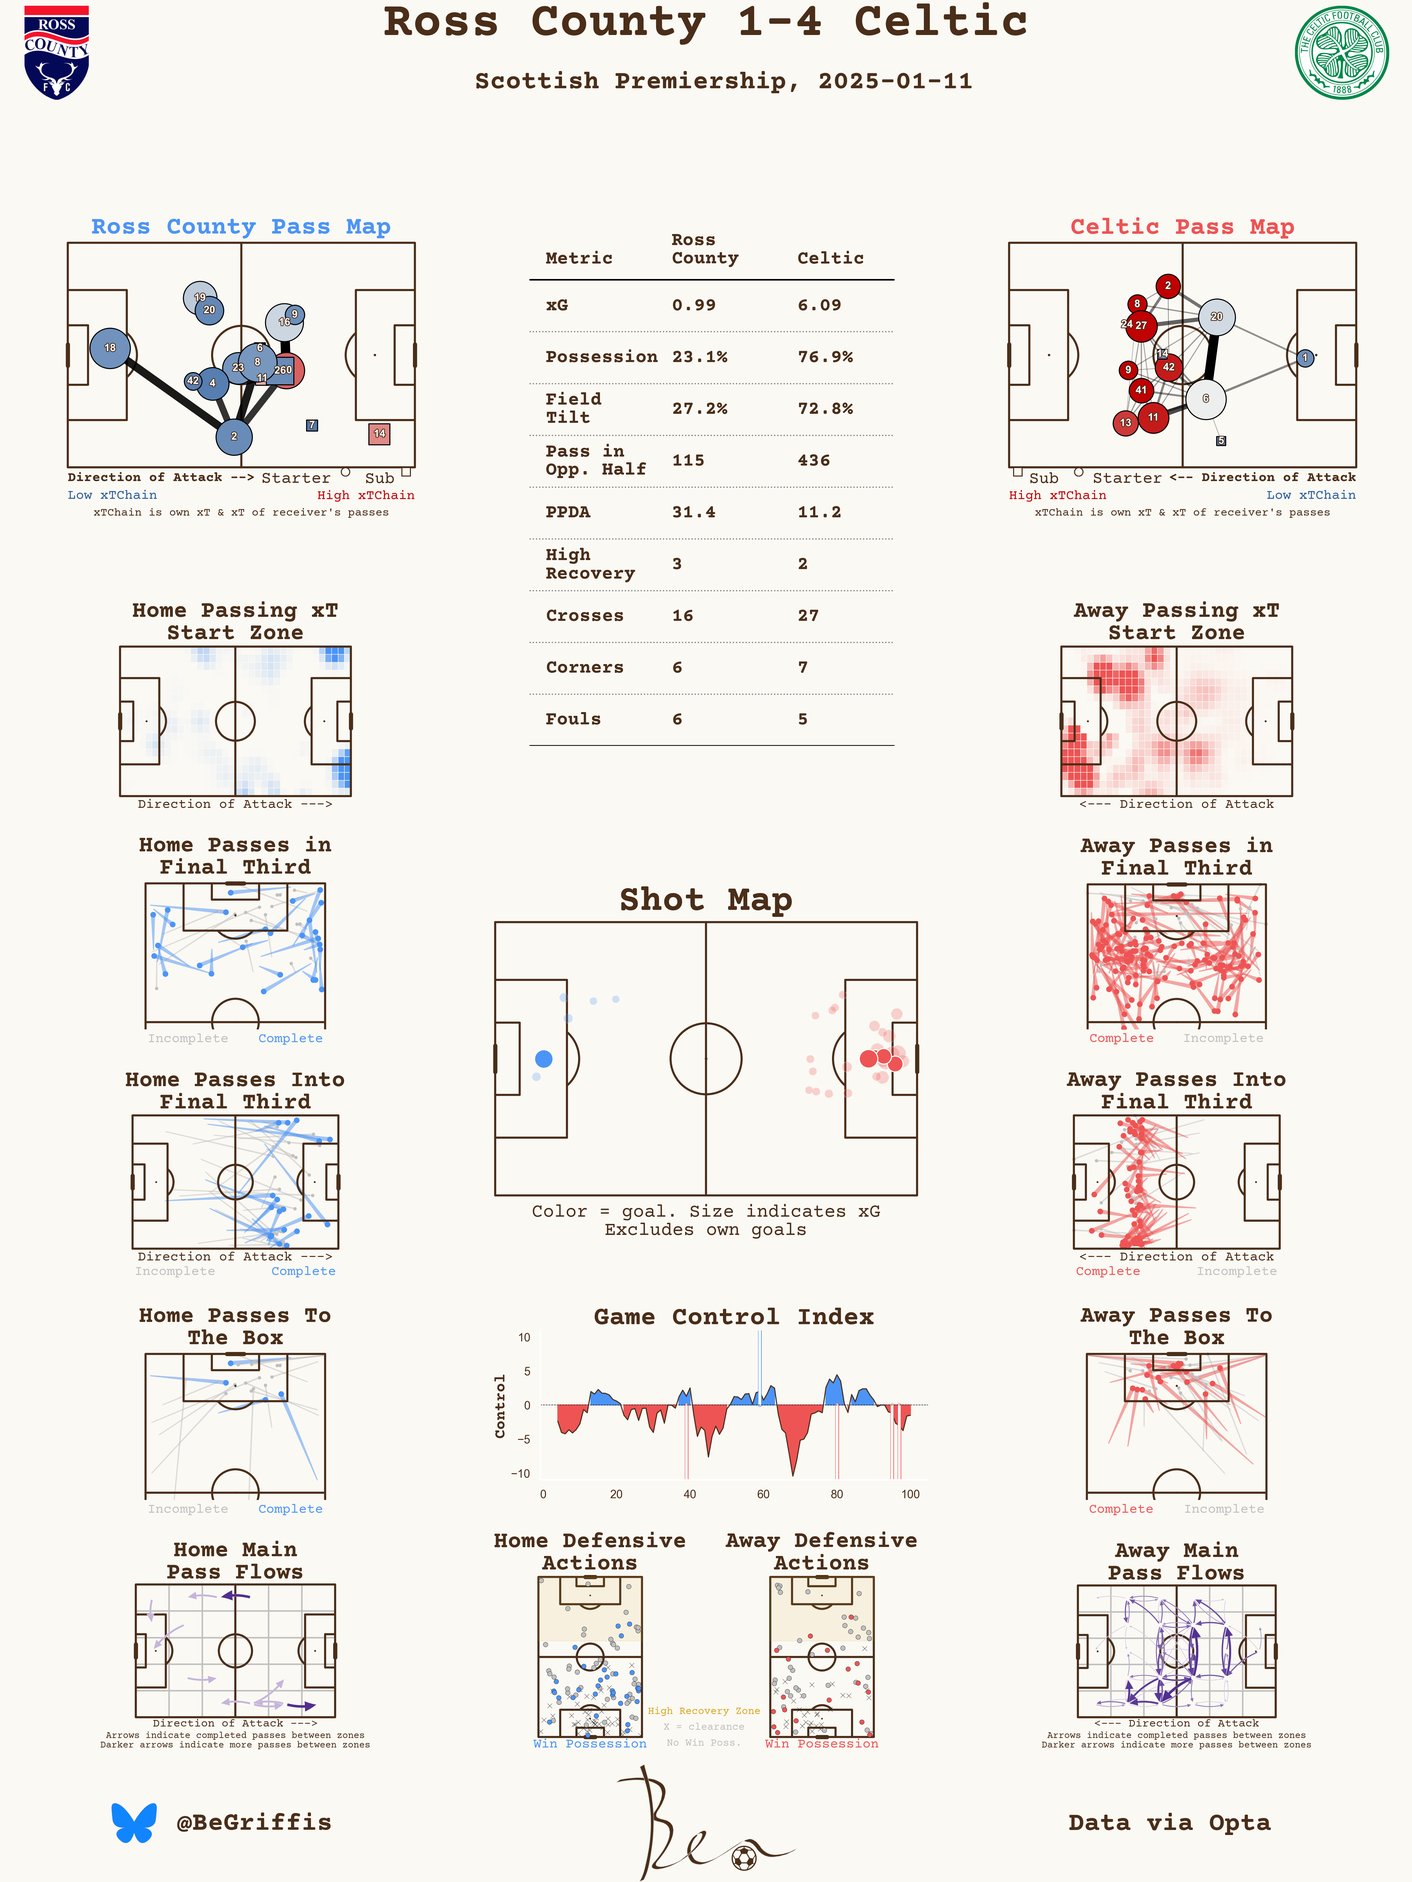 Ross County 1-4 Celtic
Scottish Premiership, 2025-01-11
ROSS
COUNTY
F C
THE CELTIC FOOTBALL CLUB
1888
Ross County Pass Map
19
20
16
9
18
6
8
23
11
260
42
4
2
7
14
Direction of Attack --> Starter Sub
Low xTChain High xTChain
xTChain is own xT & xT of receiver's passes
Metric Ross County Celtic
xG 0.99 6.09
Possession 23.1% 76.9%
Field Tilt 27.2% 72.8%
Pass in Opp. Half 115 436
PPDA 31.4 11.2
High Recovery 3 2
Crosses 16 27
Corners 6 7
Fouls 6 5
Celtic Pass Map
2
8
20
24 27
14
1
9
42
41
6
13
11
5
Sub Starter <-- Direction of Attack
High xTChain Low xTChain
xTChain is own xT & xT of receiver's passes
Home Passing xT
Start Zone
Direction of Attack --->
Away Passing xT
Start Zone
<--- Direction of Attack
Home Passes in
Final Third
Incomplete Complete
Away Passes in
Final Third
Complete Incomplete
Shot Map
Color = goal. Size indicates xG
Excludes own goals
Home Passes Into
Final Third
Direction of Attack --->
Incomplete Complete
Away Passes Into
Final Third
<--- Direction of Attack
Complete Incomplete
Home Passes To
The Box
Incomplete Complete
Game Control Index
Control
10
5
0
−5
−10
0 20 40 60 80 100
Away Passes To
The Box
Complete Incomplete
Home Main
Pass Flows
Direction of Attack --->
Arrows indicate completed passes between zones
Darker arrows indicate more passes between zones
Home Defensive
Actions
Win Possession
Away Defensive
Actions
Win Possession
High Recovery Zone
X = clearance
No Win Poss.
Away Main
Pass Flows
<--- Direction of Attack
Arrows indicate completed passes between zones
Darker arrows indicate more passes between zones
@BeGriffis
Ben
Data via Opta